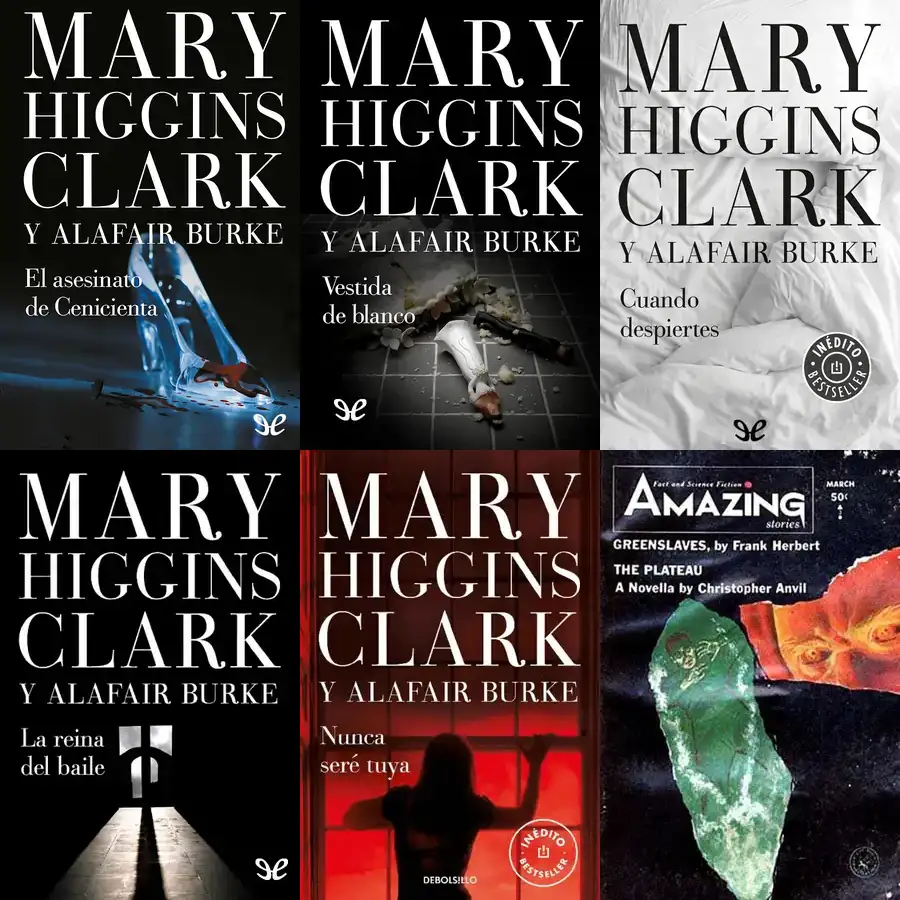 MARY
HIGGINS
CLARK
Y ALAFAIR BURKE
El asesinato
de Cenicienta
MARY
HIGGINS
CLARK
Y ALAFAIR BURKE
Vestida
de blanco
MARY
HIGGINS
CLARK
Y ALAFAIR BURKE
Cuando
despiertes
INÉDITO
BESTSELLER
MARY
HIGGINS
CLARK
Y ALAFAIR BURKE
La reina
del baile
MARY
HIGGINS
CLARK
Y ALAFAIR BURKE
Nunca
seré tuya
INÉDITO
BESTSELLER
DEBOLS!LLO
Fact and Science Fiction
AMAZING
stories
MARCH
50¢
GREENSLAVES, by Frank Herbert
THE PLATEAU
A Novella by Christopher Anvil